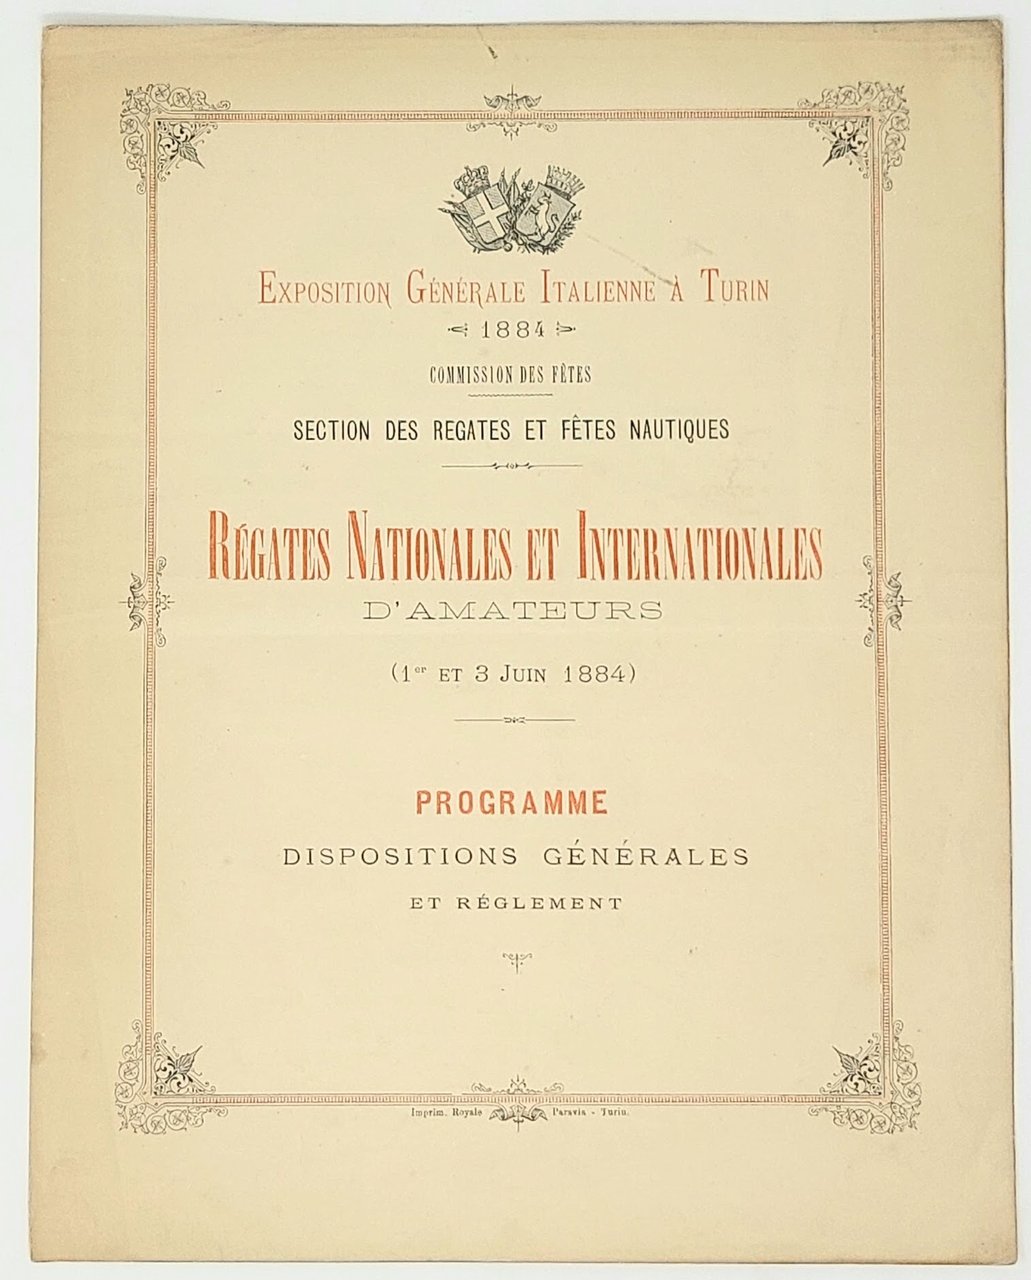 EXPOSITION GÉNÉRALE ITALIENNE À TURIN
1884
COMMISSION DES FÊTES
SECTION DES REGATES ET FÊTES NAUTIQUES
RÉGATES NATIONALES ET INTERNATIONALES
D'AMATEURS
(1er ET 3 JUIN 1884)
PROGRAMME
DISPOSITIONS GÉNÉRALES
ET RÉGLEMENT
Imprim. Royale Paravia - Turin.